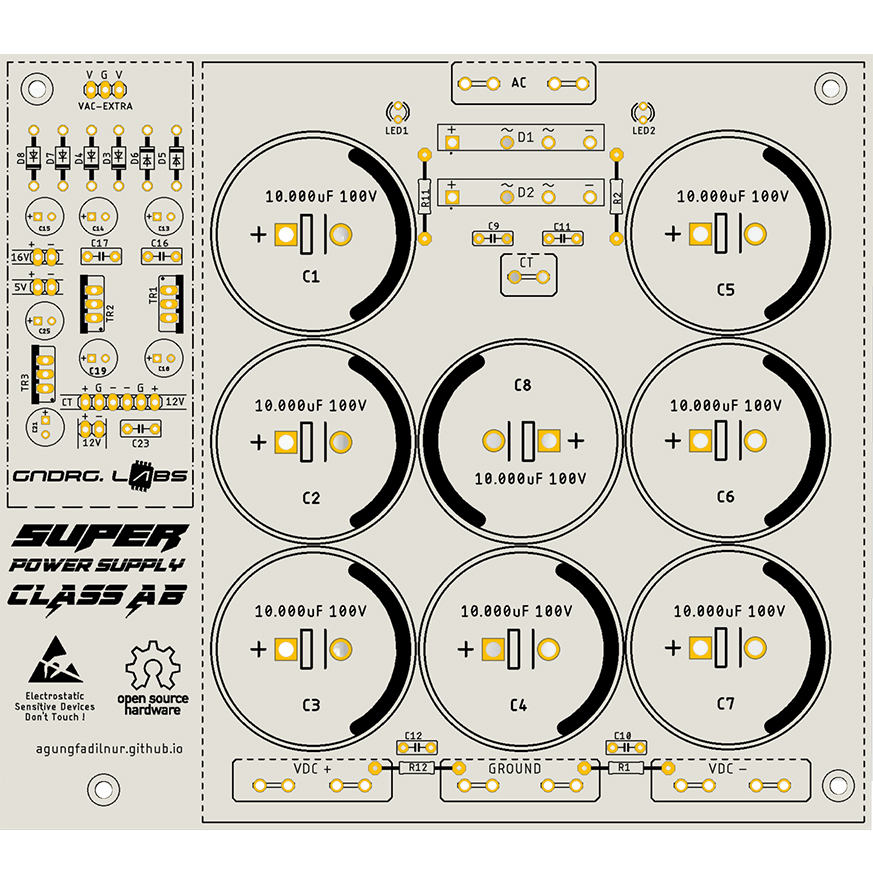 V G V
VAC-EXTRA
D8
D7
D4
D3
D6
D5
C15
C14
C13
+ -
16V
C17
C16
+ -
5V
TR2
TR1
C25
TR3
C19
C18
CT
+ G - - G +
12V
C21
+ -
12V
C23
GNDRG. LABS
SUPER
POWER SUPPLY
CLASS AB
Electrostatic
Sensitive Devices
Don't Touch !
open source
hardware
agungfadilnur.github.io
AC
LED1
LED2
+ ~ D1 ~ -
+ ~ D2 ~ -
R11
R2
C9
C11
CT
10.000uF 100V
+
C1
10.000uF 100V
+
C5
10.000uF 100V
+
C2
C8
+
10.000uF 100V
10.000uF 100V
+
C6
10.000uF 100V
+
C3
10.000uF 100V
+
C4
10.000uF 100V
+
C7
C12
C10
VDC +
R12
GROUND
R1
VDC -